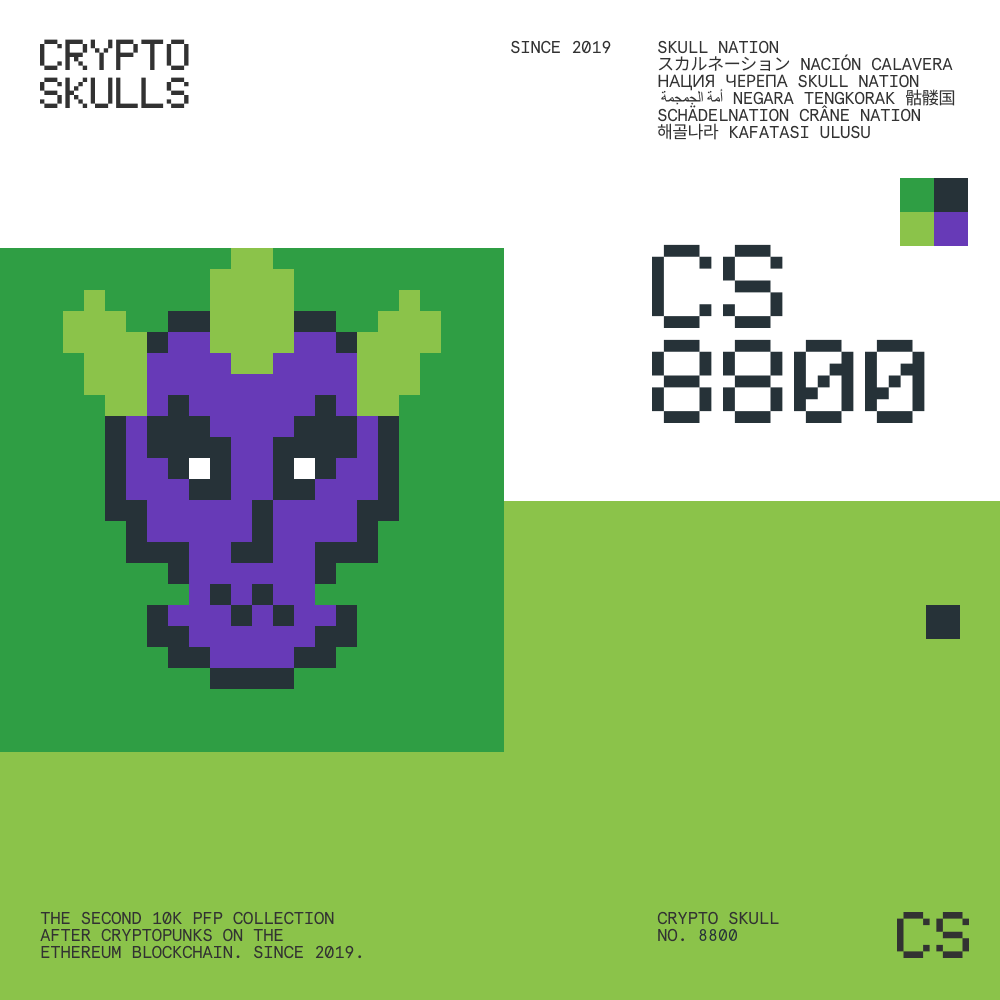 CRYPTO
SKULLS
SINCE 2019
SKULL NATION
スカルネーション NACIÓN CALAVERA
НАЦИЯ ЧЕРЕПА SKULL NATION
أمة الجمجمة NEGARA TENGKORAK 骷髅国
SCHÄDELNATION CRÂNE NATION
해골나라 KAFATASI ULUSU
CS
8800
THE SECOND 10K PFP COLLECTION
AFTER CRYPTOPUNKS ON THE
ETHEREUM BLOCKCHAIN. SINCE 2019.
CRYPTO SKULL
NO. 8800
CS